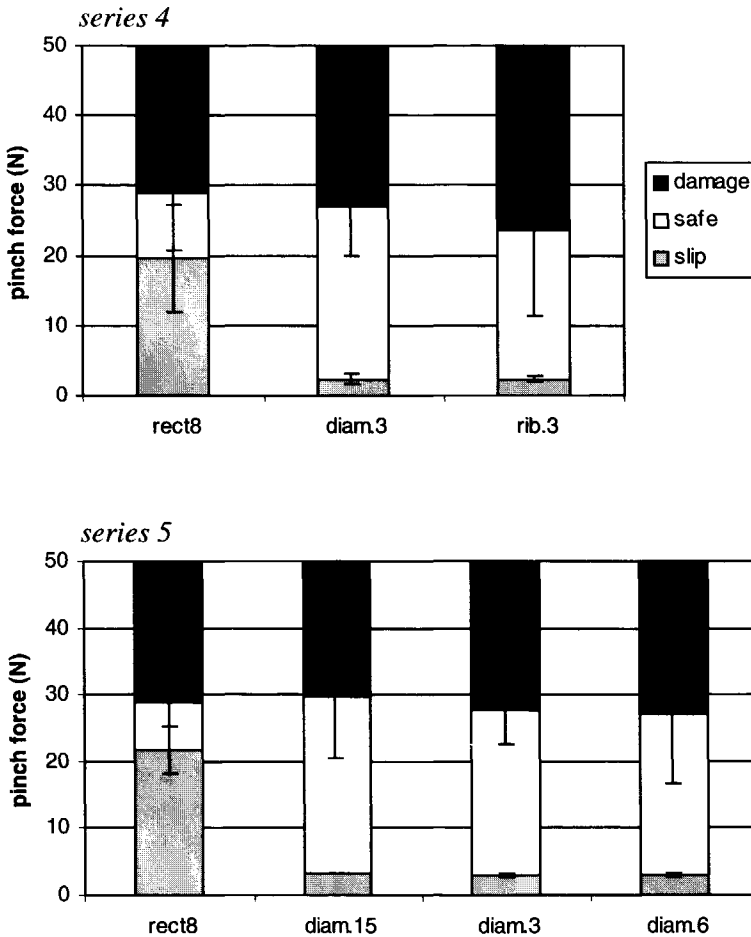 series 4
50
40
30
20
10
0
pinch force (N)
rect8 diam.3 rib.3
damage
safe
slip
series 5
50
40
30
20
10
0
pinch force (N)
rect8 diam.15 diam.3 diam.6